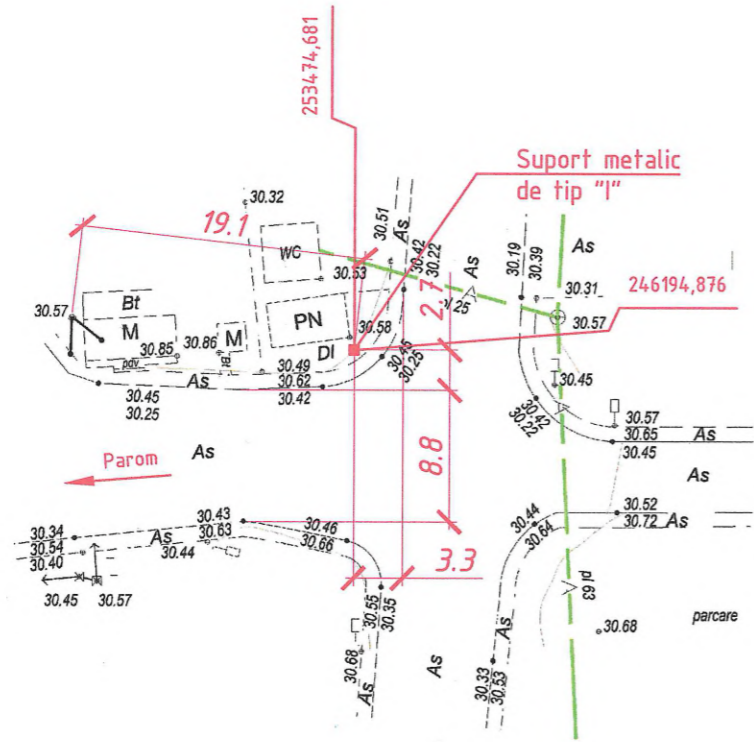 253474,681
Suport metalic
de tip "I"
246194,876
19.1
2.7
8.8
3.3
Parom
30.32
WC
30.53
30.51
As
30.42
30.22
As
30.19
30.39
As
30.31
30.57
30.57
Bt
M
30.85
pav
30.86
M
Bt
PN
30.58
DI
30.49
30.62
30.42
As
30.45
30.25
30.45
30.25
30.45
30.42
30.22
30.57
30.65
30.45
As
As
As
30.34
30.54
30.40
30.45
30.57
As
30.43
30.63
30.44
30.46
30.66
30.55
30.35
30.68
As
As
30.44
30.64
30.52
30.72
As
As
30.33
30.53
pl 63
30.68
parcare